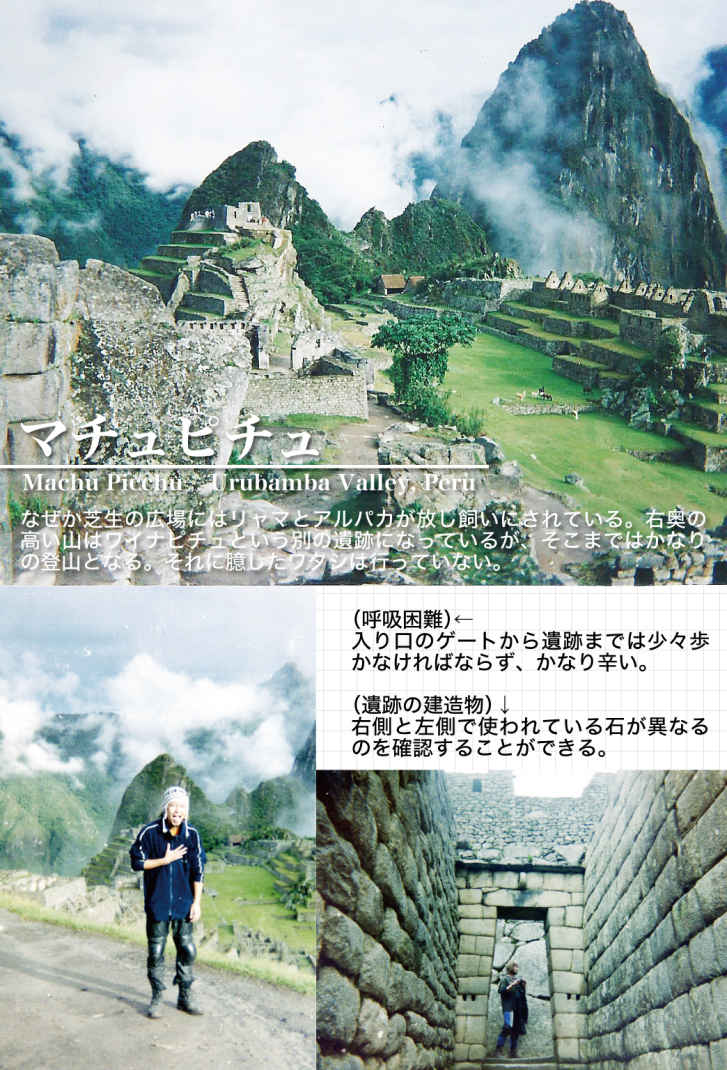 マチュピチュ
Machu Picchu, Urubamba Valley, Peru
なぜか芝生の広場にはリャマとアルパカが放し飼いにされている。右奥の
高い山はワイナピチュという別の遺跡になっているが、そこまではかなり
の登山となる。それに臆したワタシは行っていない。
(呼吸困難)←
入り口のゲートから遺跡までは少々歩
かなければならず、かなり辛い。
(遺跡の建造物)↓
右側と左側で使われている石が異なる
のを確認することができる。